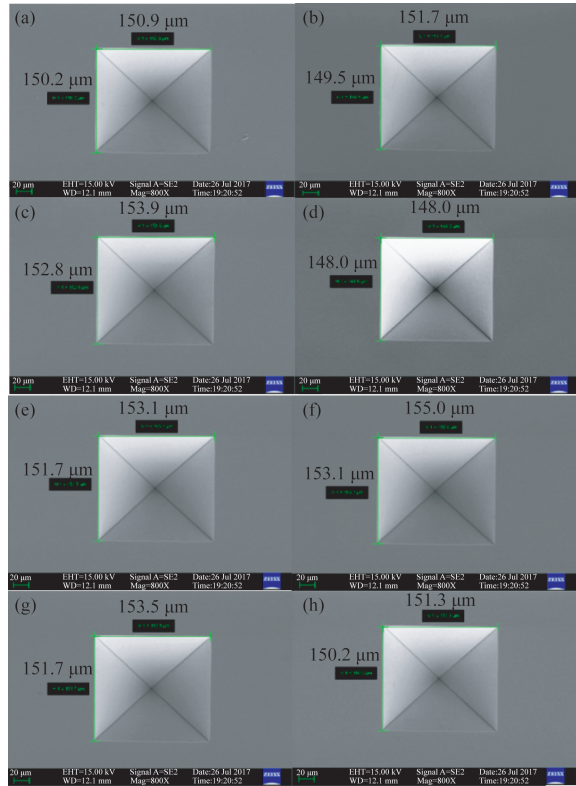 (a) 150.9 μm
150.2 μm
20 μm EHT=15.00 kV Signal A=SE2 Date:26 Jul 2017
WD=12.1 mm Mag=800X Time:19:20:52 ZEISS
(b) 151.7 μm
149.5 μm
20 μm EHT=15.00 kV Signal A=SE2 Date:26 Jul 2017
WD=12.1 mm Mag=800X Time:19:20:52 ZEISS
(c) 153.9 μm
152.8 μm
20 μm EHT=15.00 kV Signal A=SE2 Date:26 Jul 2017
WD=12.1 mm Mag=800X Time:19:20:52 ZEISS
(d) 148.0 μm
148.0 μm
20 μm EHT=15.00 kV Signal A=SE2 Date:26 Jul 2017
WD=12.1 mm Mag=800X Time:19:20:52 ZEISS
(e) 153.1 μm
151.7 μm
20 μm EHT=15.00 kV Signal A=SE2 Date:26 Jul 2017
WD=12.1 mm Mag=800X Time:19:20:52 ZEISS
(f) 155.0 μm
153.1 μm
20 μm EHT=15.00 kV Signal A=SE2 Date:26 Jul 2017
WD=12.1 mm Mag=800X Time:19:20:52 ZEISS
(g) 153.5 μm
151.7 μm
20 μm EHT=15.00 kV Signal A=SE2 Date:26 Jul 2017
WD=12.1 mm Mag=800X Time:19:20:52 ZEISS
(h) 151.3 μm
150.2 μm
20 μm EHT=15.00 kV Signal A=SE2 Date:26 Jul 2017
WD=12.1 mm Mag=800X Time:19:20:52 ZEISS